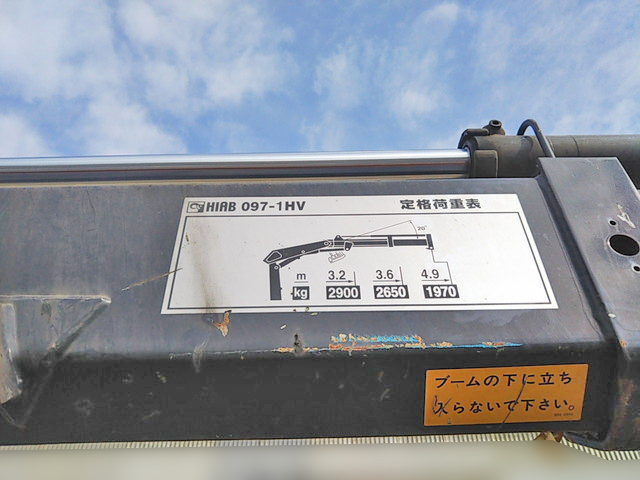 HIAB 097-1HV 定格荷重表
20°
m 3.2 3.6 4.9
kg 2900 2650 1970
ブームの下に立ち
入らないで下さい。